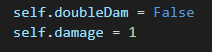 self.doubleDam = False
self.damage = 1